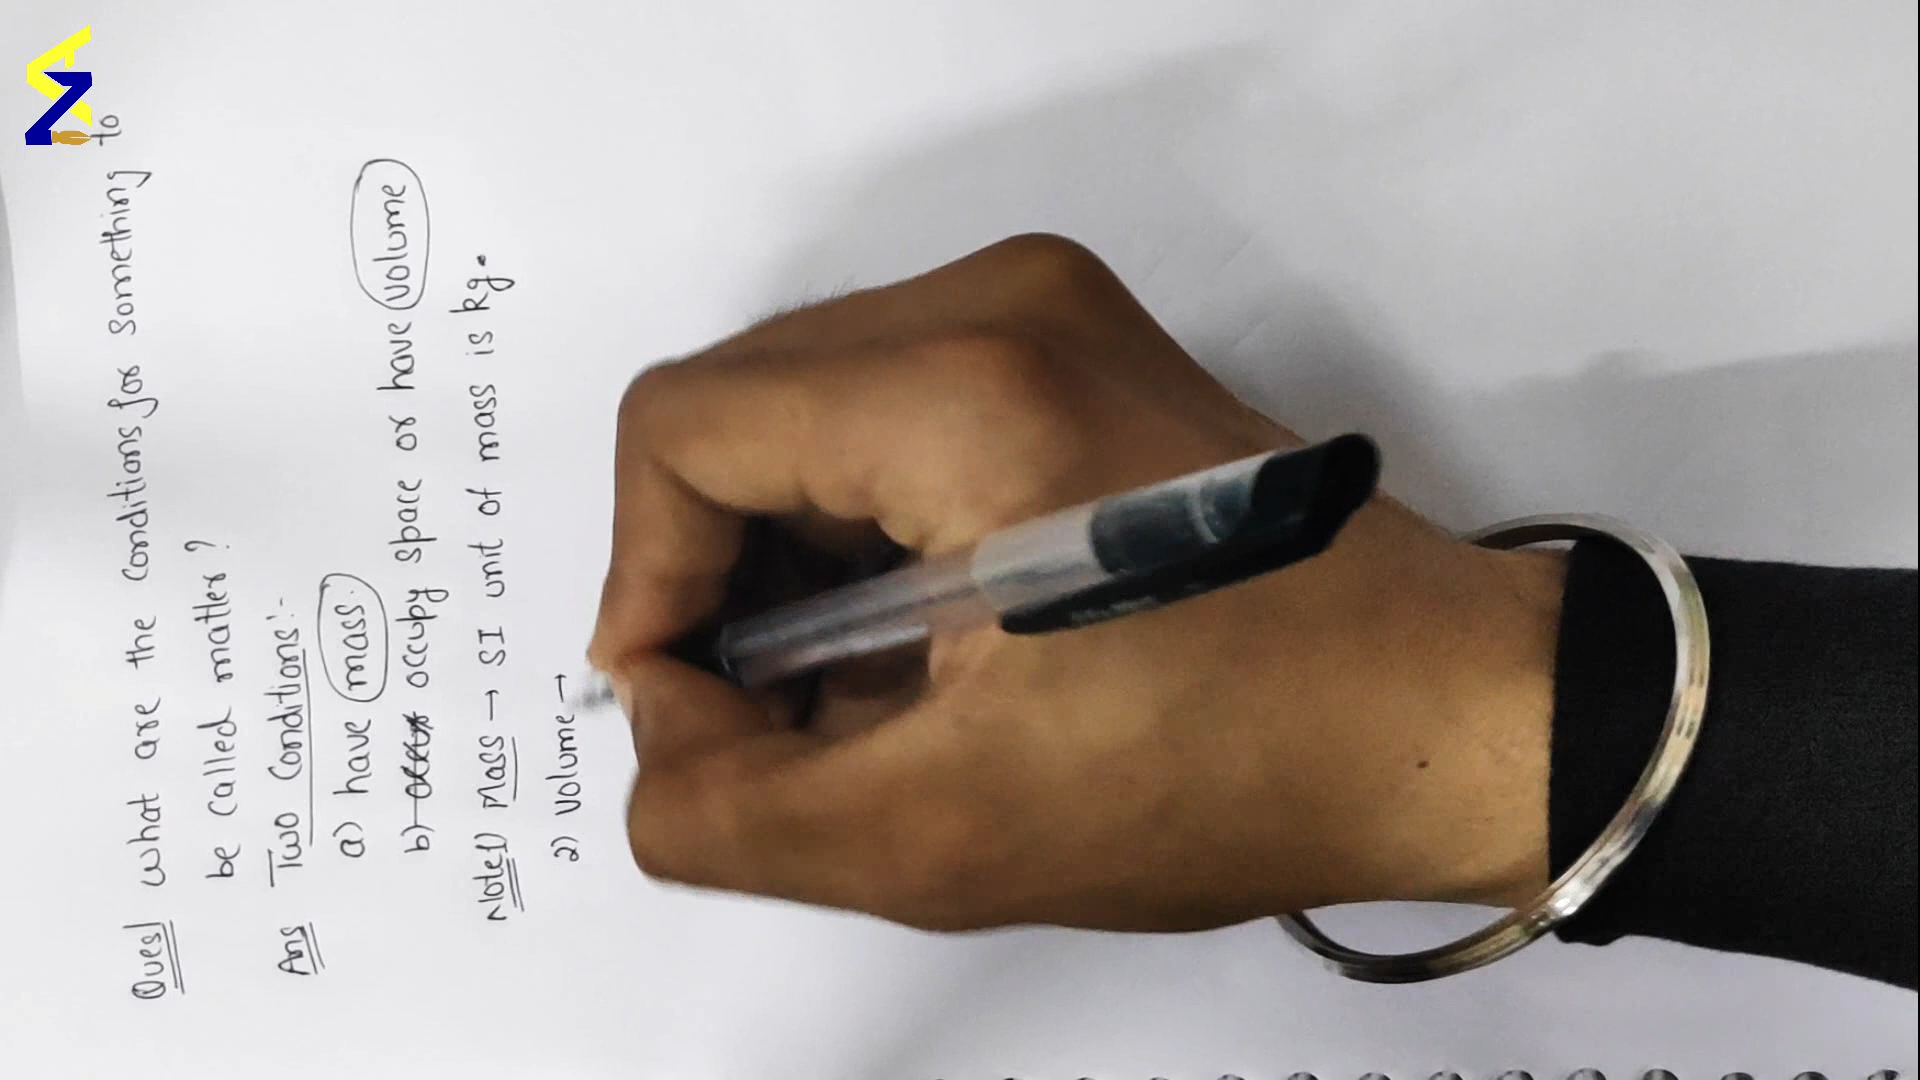 Ques1 What are the Conditions for something to
be called matter?
Ans Two Conditions:-
a) have mass.
b) occupy space or have volume
Note 1) Mass → SI unit of mass is kg.
2) Volume →